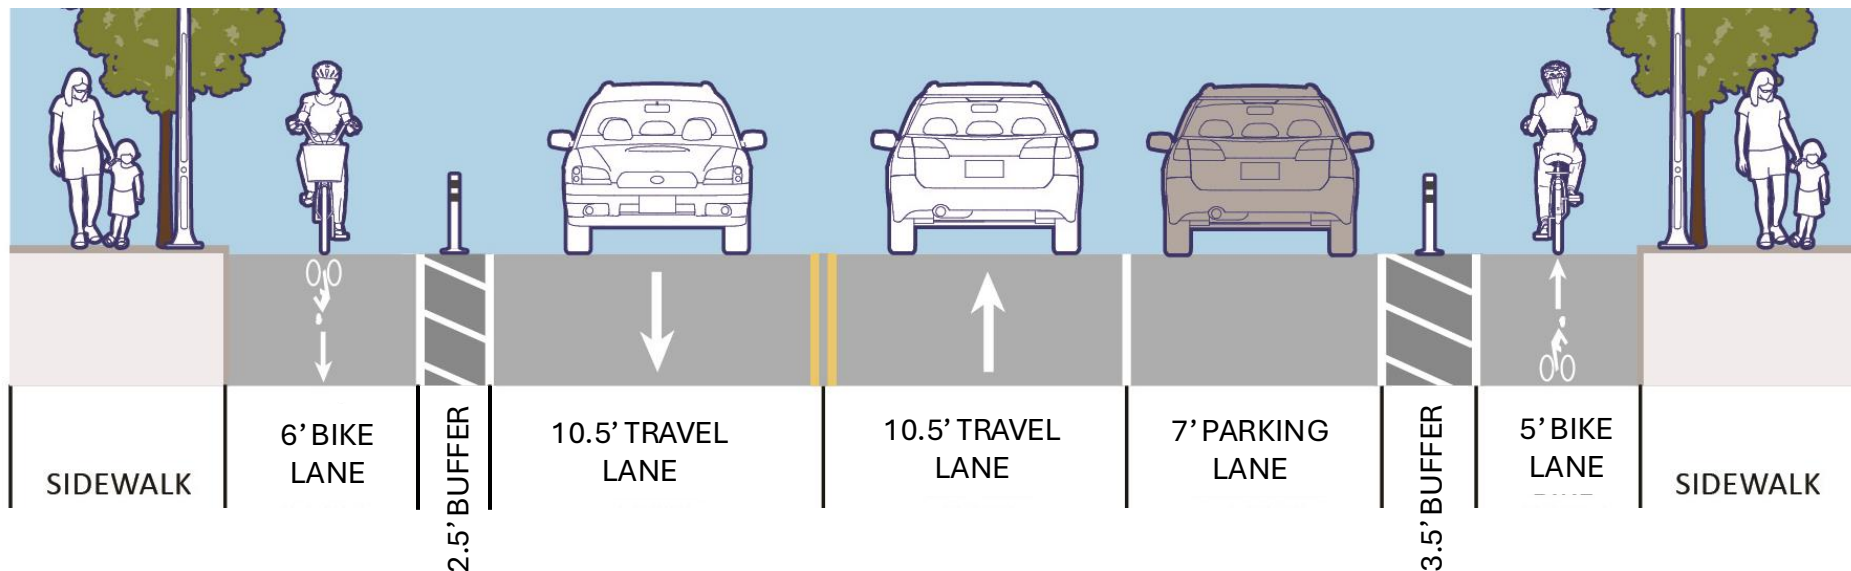 SIDEWALK
6’ BIKE
LANE
2.5’ BUFFER
10.5’ TRAVEL
LANE
10.5’ TRAVEL
LANE
7’ PARKING
LANE
3.5’ BUFFER
5’ BIKE
LANE
SIDEWALK